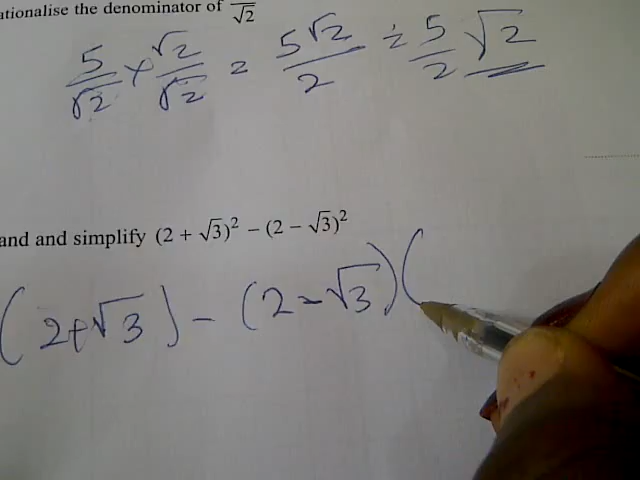 ationalise the denominator of √2
5/√2 × √2/√2 = 5√2/2 ÷ 5/2 √2
and and simplify (2 + √3)² − (2 − √3)²
(2+√3) − (2−√3)(